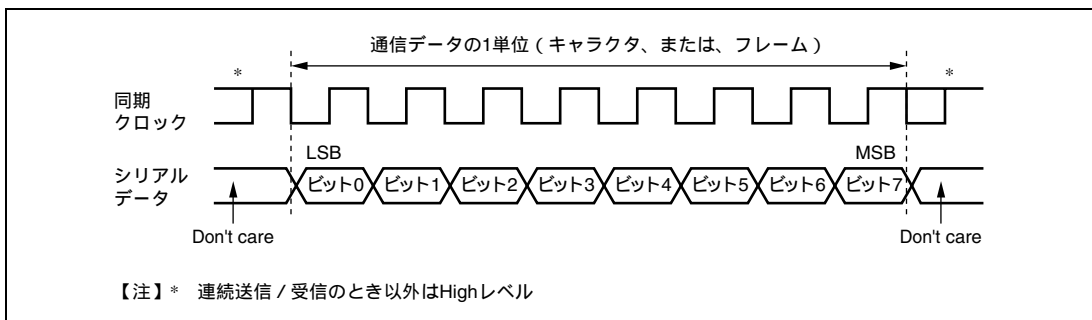 通信データの1単位（キャラクタ、または、フレーム）
* *
同期
クロック
LSB MSB
シリアル
データ
ビット0 ビット1 ビット2 ビット3 ビット4 ビット5 ビット6 ビット7
Don't care Don't care
【注】* 連続送信／受信のとき以外はHighレベル